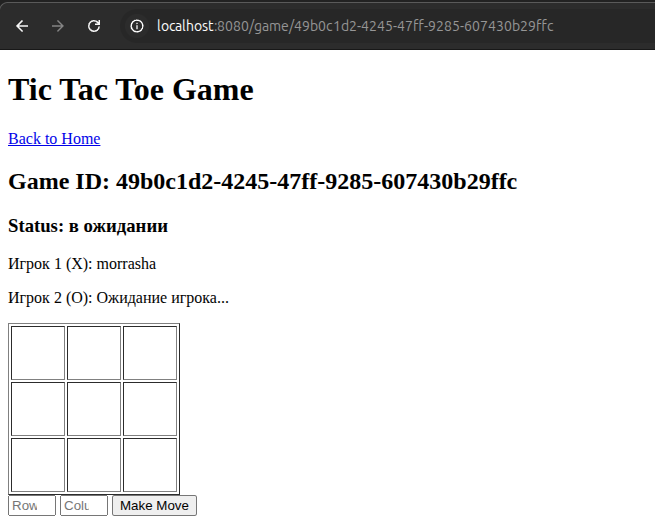 localhost:8080/game/49b0c1d2-4245-47ff-9285-607430b29ffc
Tic Tac Toe Game
Back to Home
Game ID: 49b0c1d2-4245-47ff-9285-607430b29ffc
Status: в ожидании
Игрок 1 (X): morrasha
Игрок 2 (O): Ожидание игрока...
Row Colu Make Move